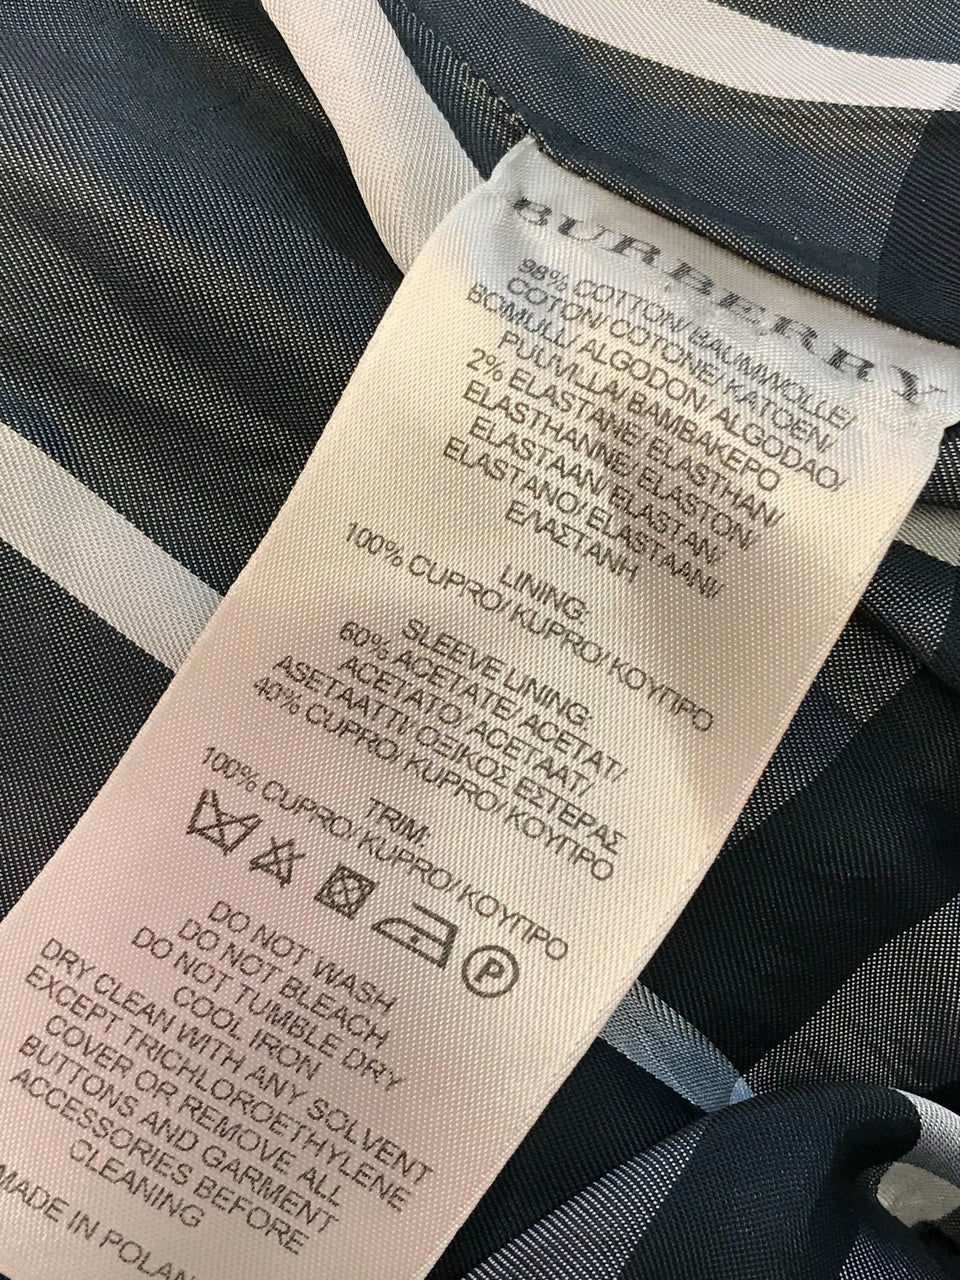 BURBERRY
98% COTTON/ BAUMWOLLE/
COTON/ COTONE/ KATOEN/
BOMULL/ ALGODON/ ALGODAO/
PUUVILLA/ ΒΑΜΒΑΚΕΡΟ
2% ELASTANE/ ELASTHAN/
ELASTHANNE/ ELASTON/
ELASTAAN/ ELASTAN/
ELASTANO/ ELASTAANI/
ΕΛΑΣΤΑΝΗ
LINING:
100% CUPRO/ KUPRO/ ΚΟΥΠΡΟ
SLEEVE LINING:
60% ACETATE/ ACETAT/
ACETATO/ ACETAAT/
ASETAATTI/ ΟΞΙΚΟΣ ΕΣΤΕΡΑΣ
40% CUPRO/ KUPRO/ ΚΟΥΠΡΟ
TRIM:
100% CUPRO/ KUPRO/ ΚΟΥΠΡΟ
P
DO NOT WASH
DO NOT BLEACH
DO NOT TUMBLE DRY
COOL IRON
DRY CLEAN WITH ANY SOLVENT
EXCEPT TRICHLOROETHYLENE
COVER OR REMOVE ALL
BUTTONS AND GARMENT
ACCESSORIES BEFORE
CLEANING
MADE IN POLAN